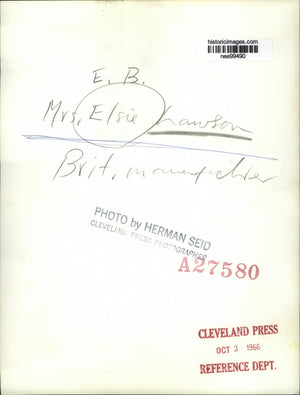 historicimages.com
nee99490
E. B.
Mrs. Elsie Lawson
Brit. manufacturer
PHOTO by HERMAN SEID
CLEVELAND PRESS PHOTOGRAPHER
A27580
CLEVELAND PRESS
OCT 3 1966
REFERENCE DEPT.